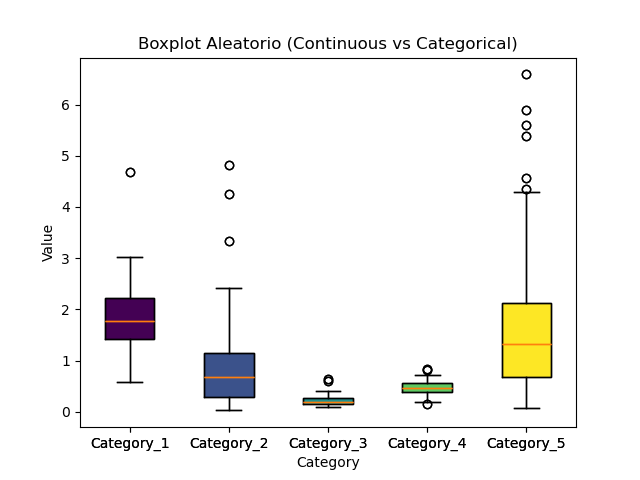 Boxplot Aleatorio (Continuous vs Categorical)
6
5
4
3
2
1
0
Value
Category_1 Category_2 Category_3 Category_4 Category_5
Category